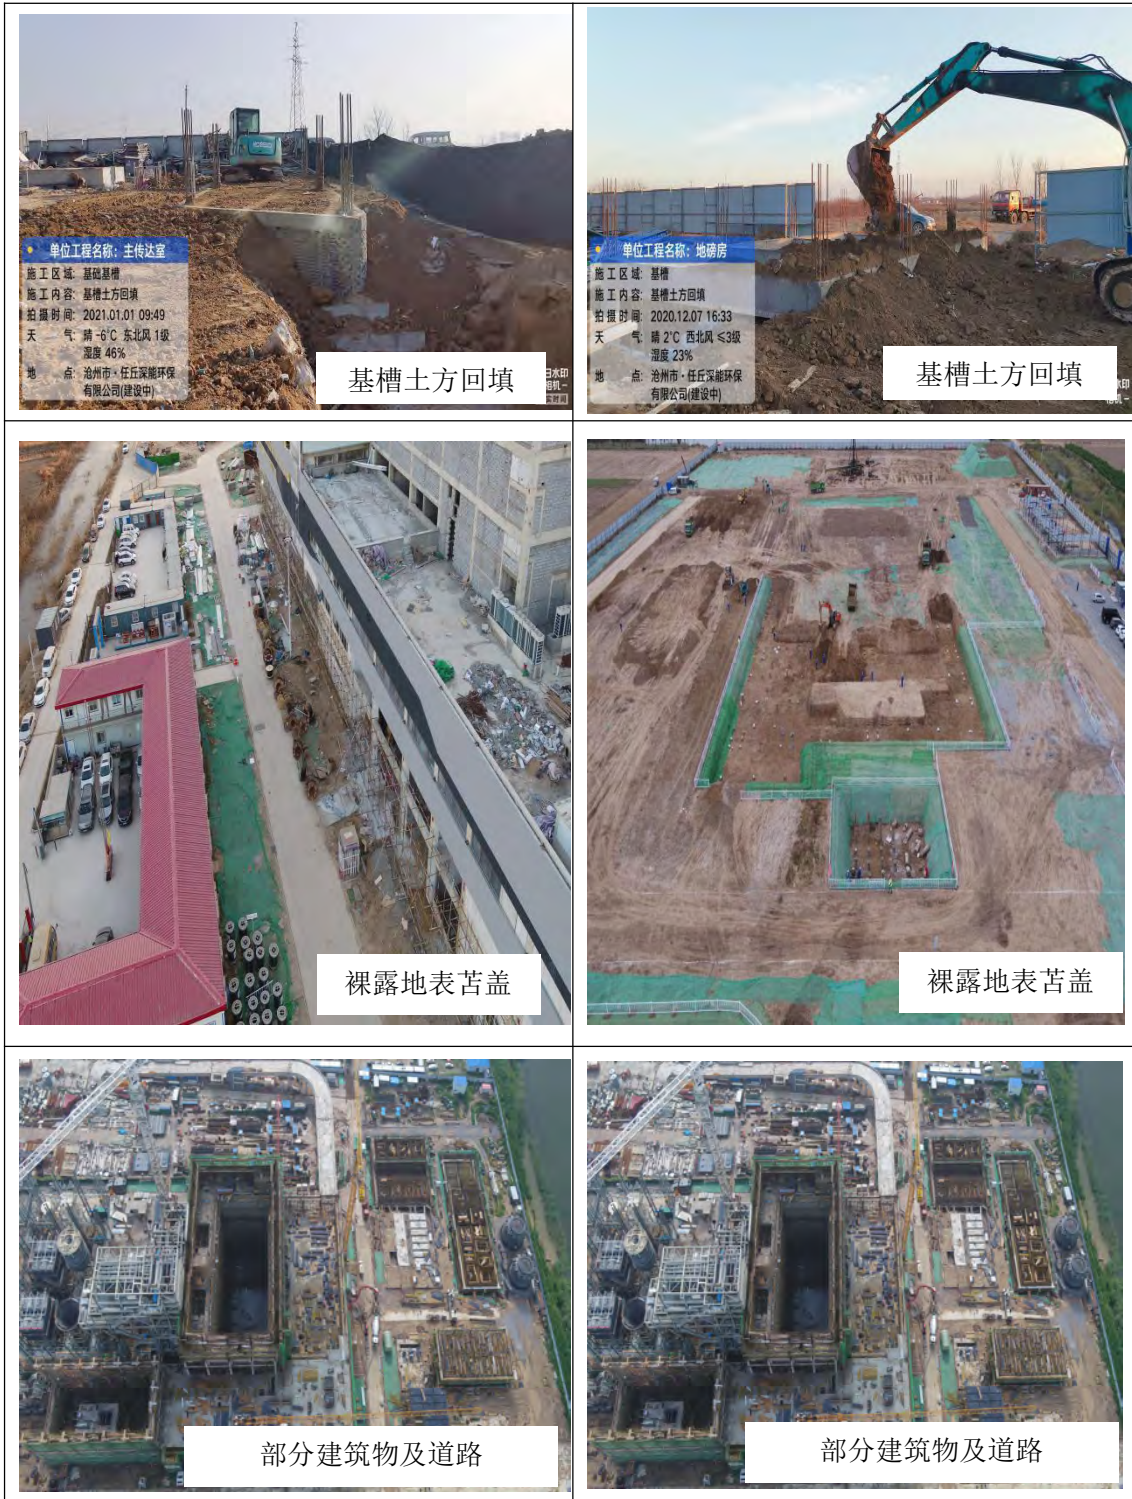 单位工程名称：主传达室
施工区域：基础基槽
施工内容：基槽土方回填
拍摄时间：2021.01.01 09:49
天气：晴 -6℃ 东北风 1级
湿度 46%
地点：沧州市·任丘深能环保
有限公司(建设中)
基槽土方回填
单位工程名称：地磅房
施工区域：基槽
施工内容：基槽土方回填
拍摄时间：2020.12.07 16:33
天气：晴 2℃ 西北风 ≤3级
湿度 23%
地点：沧州市·任丘深能环保
有限公司(建设中)
基槽土方回填
裸露地表苫盖
裸露地表苫盖
部分建筑物及道路
部分建筑物及道路